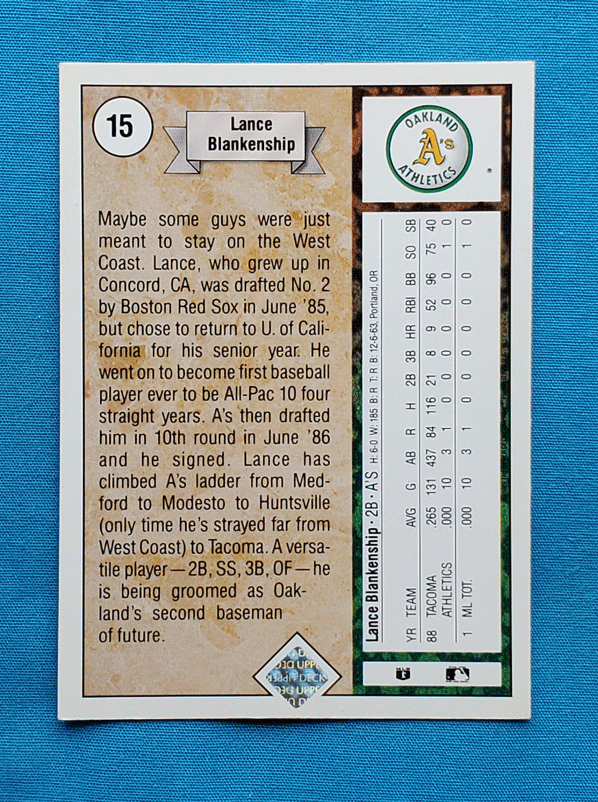 15
Lance
Blankenship
Maybe some guys were just
meant to stay on the West
Coast. Lance, who grew up in
Concord, CA, was drafted No. 2
by Boston Red Sox in June '85,
but chose to return to U. of Cali-
fornia for his senior year. He
went on to become first baseball
player ever to be All-Pac 10 four
straight years. A's then drafted
him in 10th round in June '86
and he signed. Lance has
climbed A's ladder from Med-
ford to Modesto to Huntsville
(only time he's strayed far from
West Coast) to Tacoma. A versa-
tile player—2B, SS, 3B, OF—he
is being groomed as Oak-
land's second baseman
of future.
OAKLAND
A's
ATHLETICS
Lance Blankenship · 2B · A'S H: 6-0 W: 185 B: R T: R B: 12-6-63, Portland, OR
YR TEAM AVG G AB R H 2B 3B HR RBI BB SO SB
88 TACOMA .265 131 437 84 116 21 8 9 52 96 75 40
ATHLETICS .000 10 3 1 0 0 0 0 0 0 1 0
1 ML TOT. .000 10 3 1 0 0 0 0 0 0 1 0
UPPER DECK